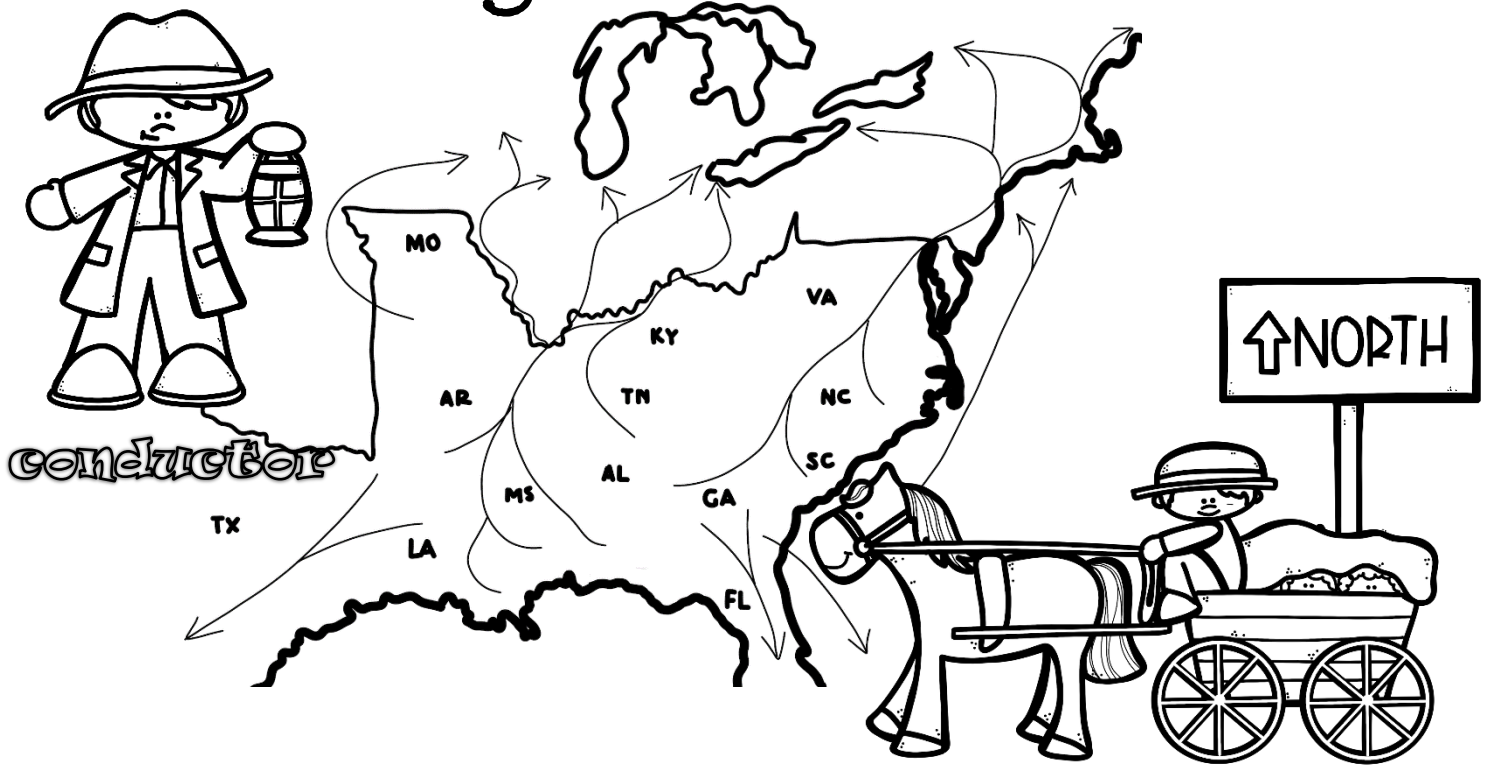 MO
VA
KY
↑NORTH
AR
TN
NC
conductor
AL
SC
MS
GA
TX
LA
FL